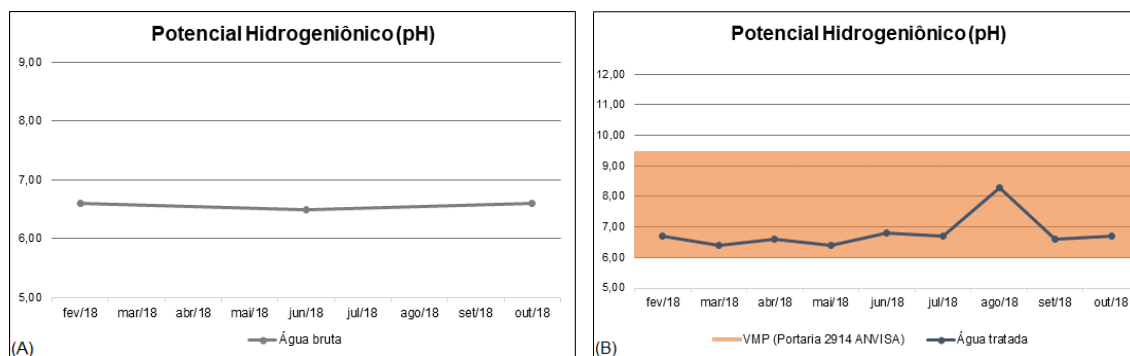 Potencial Hidrogeniônico (pH)
9,00
8,00
7,00
6,00
5,00
fev/18 mar/18 abr/18 mai/18 jun/18 jul/18 ago/18 set/18 out/18
Água bruta
(A)
Potencial Hidrogeniônico (pH)
12,00
11,00
10,00
9,00
8,00
7,00
6,00
5,00
fev/18 mar/18 abr/18 mai/18 jun/18 jul/18 ago/18 set/18 out/18
VMP (Portaria 2914 ANVISA) Água tratada
(B)